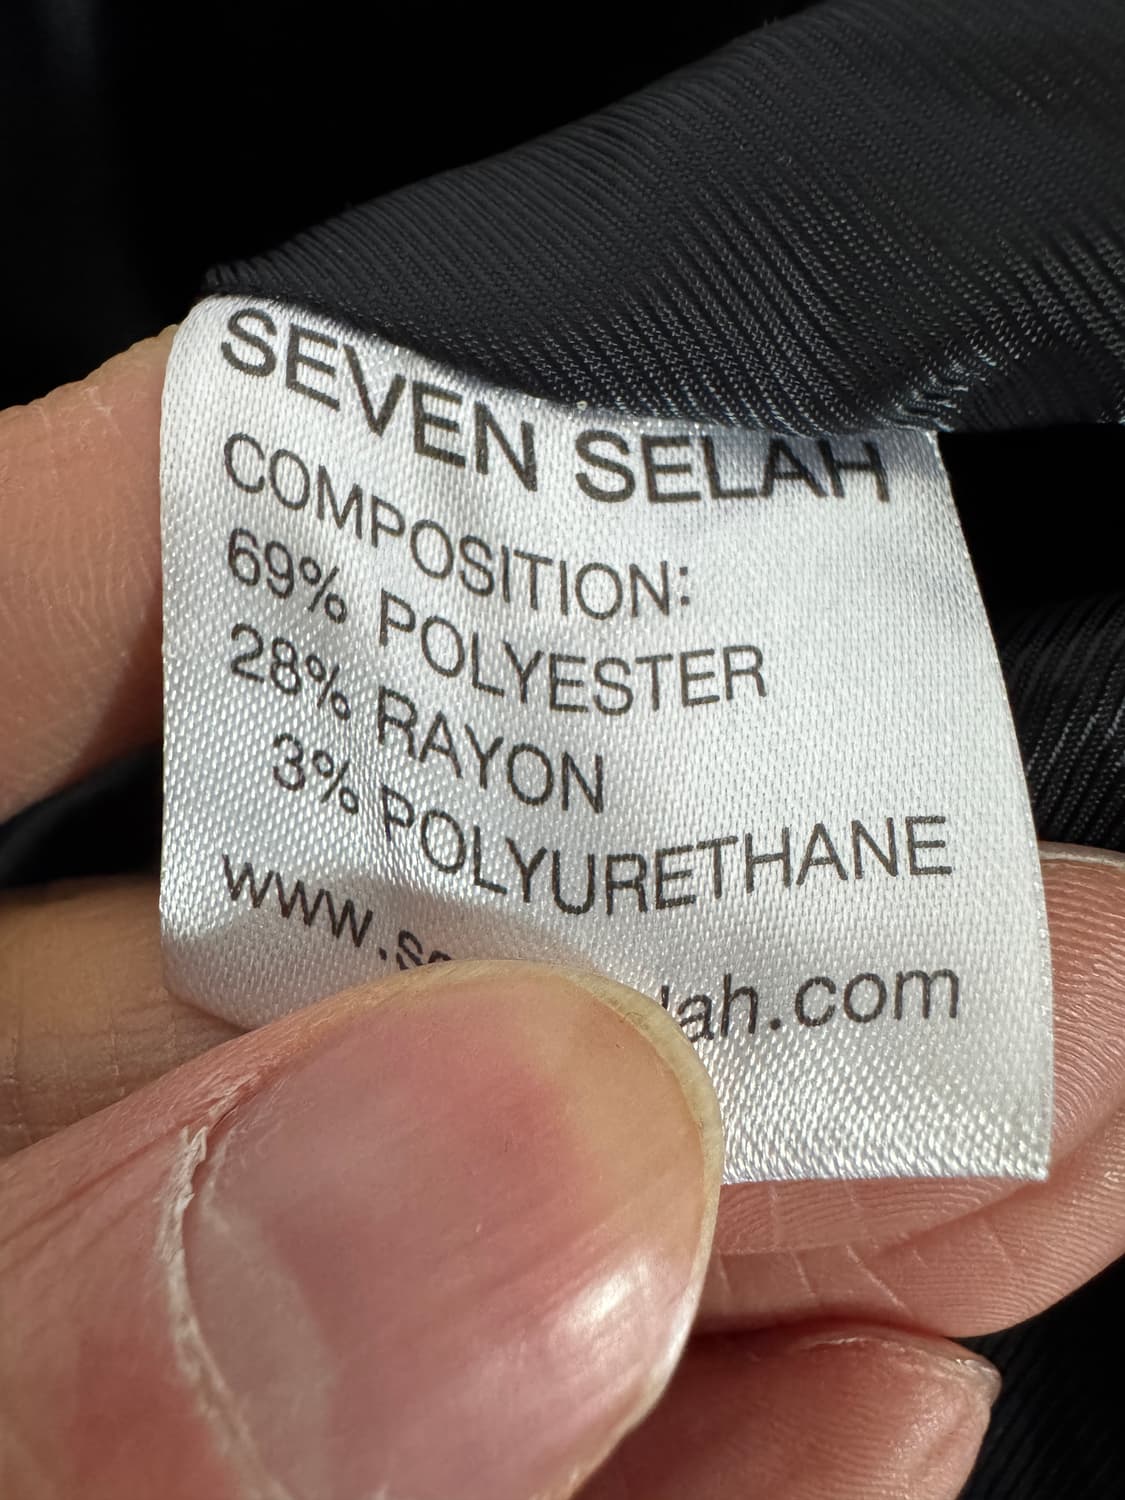 SEVEN SELAH
COMPOSITION:
69% POLYESTER
28% RAYON
3% POLYURETHANE